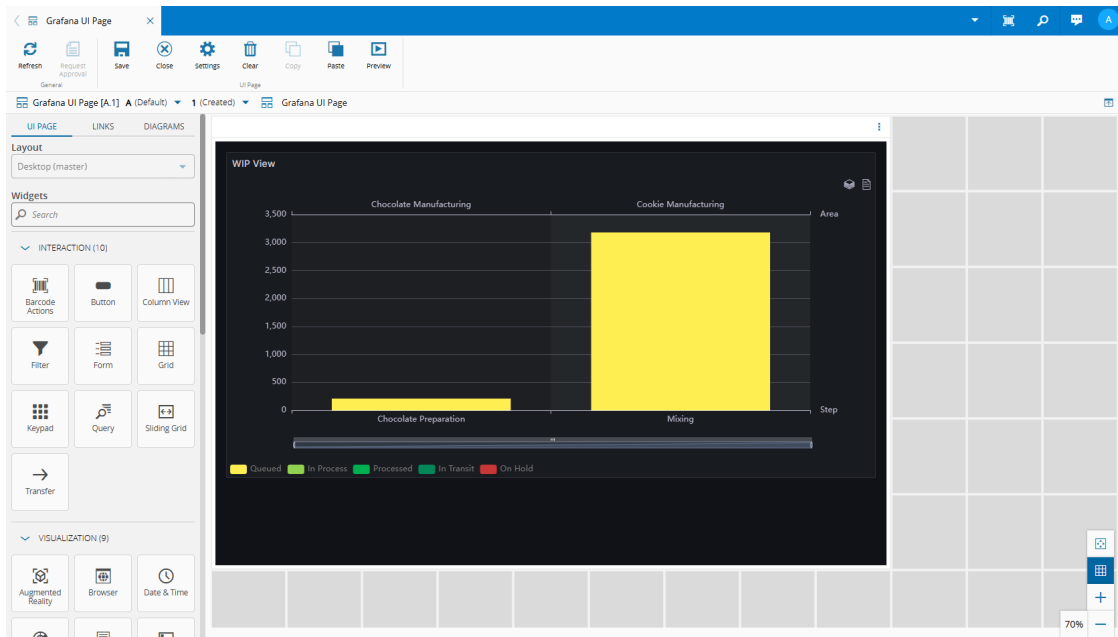 Grafana UI Page
A
Refresh
Request Approval
Save
Close
Settings
Clear
Copy
Paste
Preview
General
UI Page
Grafana UI Page [A.1] A (Default) 1 (Created) Grafana UI Page
UI PAGE LINKS DIAGRAMS
Layout
Desktop (master)
Widgets
Search
INTERACTION (10)
Barcode Actions
Button
Column View
Filter
Form
Grid
Keypad
Query
Sliding Grid
Transfer
VISUALIZATION (9)
Augmented Reality
Browser
Date & Time
WIP View
Chocolate Manufacturing Cookie Manufacturing
3,500 Area
3,000
2,500
2,000
1,500
1,000
500
0 Step
Chocolate Preparation Mixing
Queued In Process Processed In Transit On Hold
70%